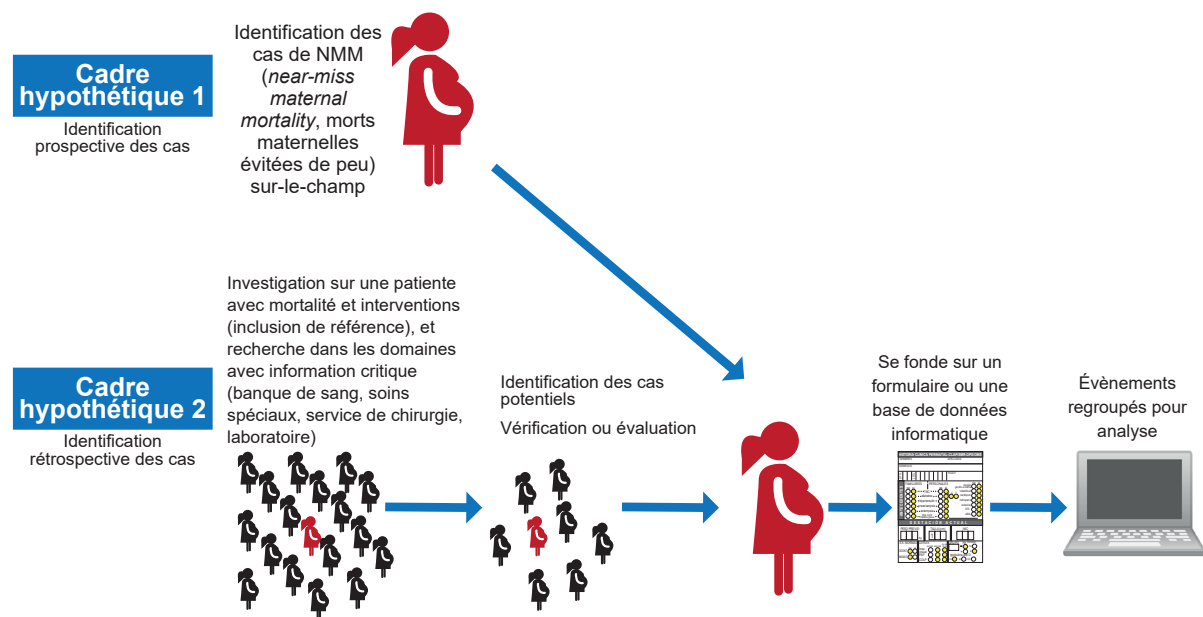 Cadre
hypothétique 1
Identification
prospective des cas
Identification des
cas de NMM
(near-miss
maternal
mortality, morts
maternelles
évitées de peu)
sur-le-champ
Cadre
hypothétique 2
Identification
rétrospective des cas
Investigation sur une patiente
avec mortalité et interventions
(inclusion de référence), et
recherche dans les domaines
avec information critique
(banque de sang, soins
spéciaux, service de chirurgie,
laboratoire)
Identification des cas
potentiels
Vérification ou évaluation
Se fonde sur un
formulaire ou une
base de données
informatique
GESTACIÓN ACTUAL
Évènements
regroupés pour
analyse